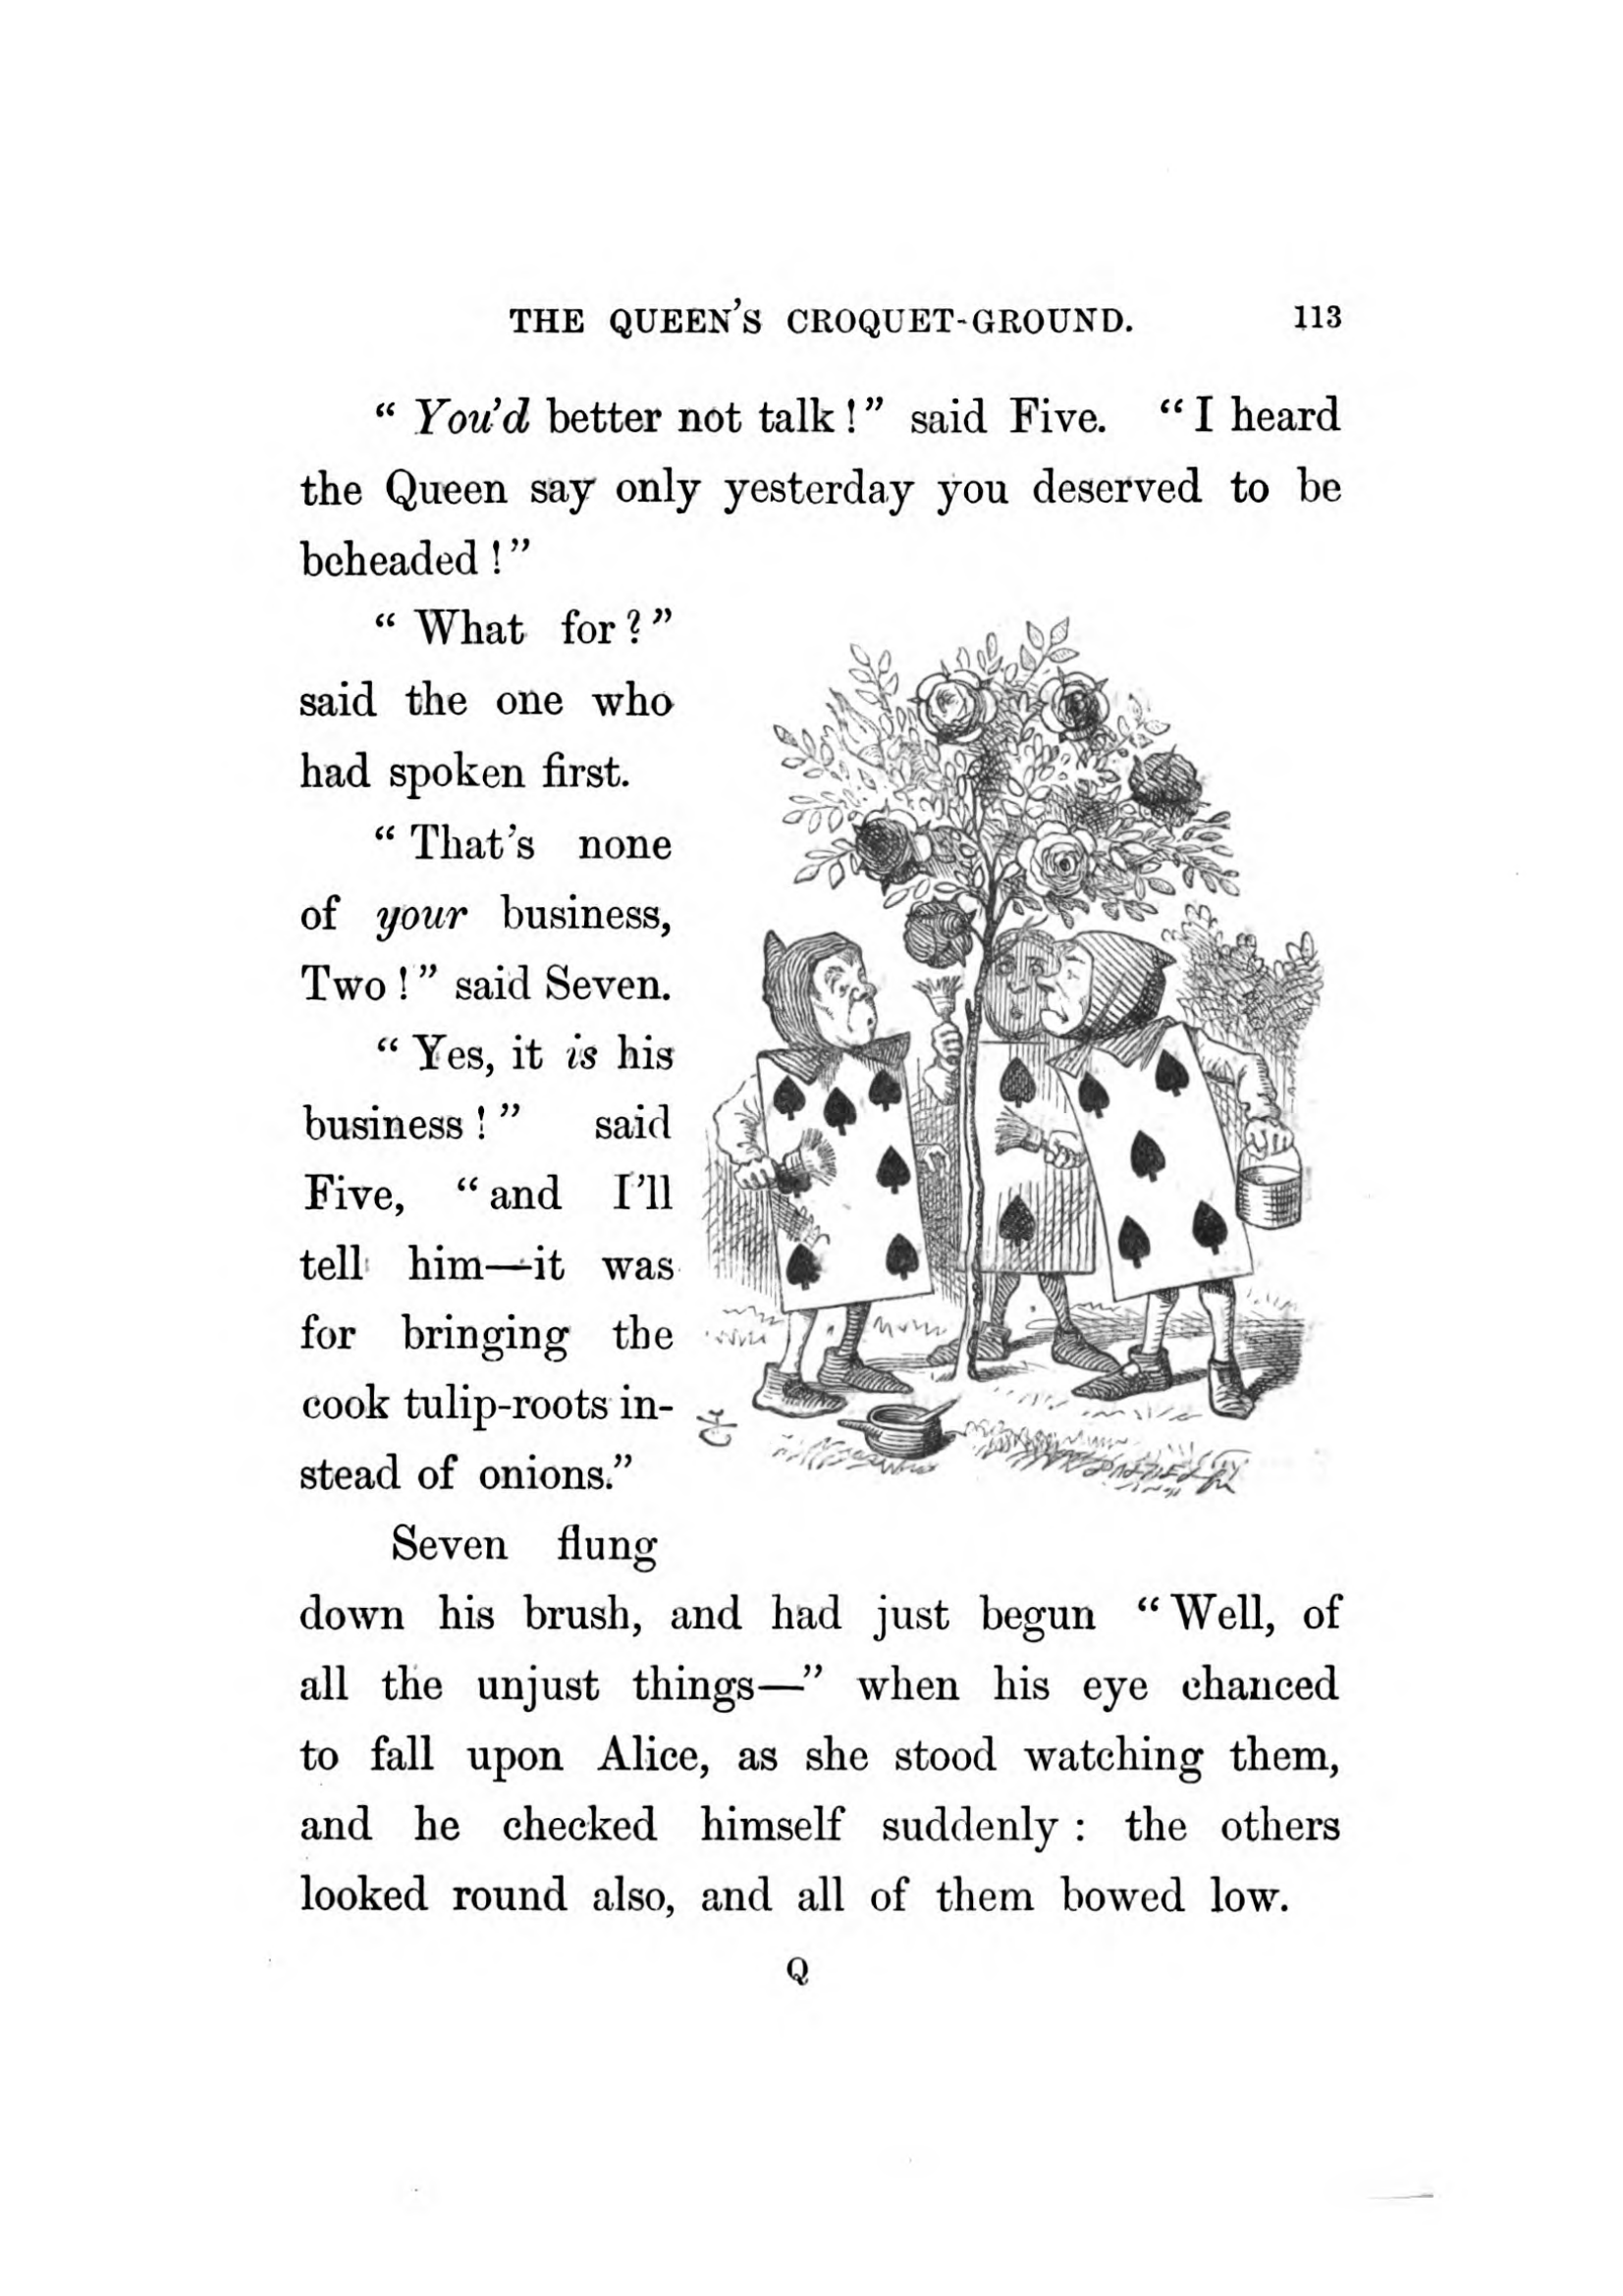 THE QUEEN'S CROQUET-GROUND. 113
“ You'd better not talk !” said Five. “ I heard
the Queen say only yesterday you deserved to be
beheaded !”
“ What for ? ”
said the one who
had spoken first.
“ That's none
of your business,
Two ! ” said Seven.
“ Yes, it is his
business ! ” said
Five, “ and I'll
tell him—it was
for bringing the
cook tulip-roots in-
stead of onions.”
Seven flung
down his brush, and had just begun “ Well, of
all the unjust things—” when his eye chanced
to fall upon Alice, as she stood watching them,
and he checked himself suddenly : the others
looked round also, and all of them bowed low.
Q